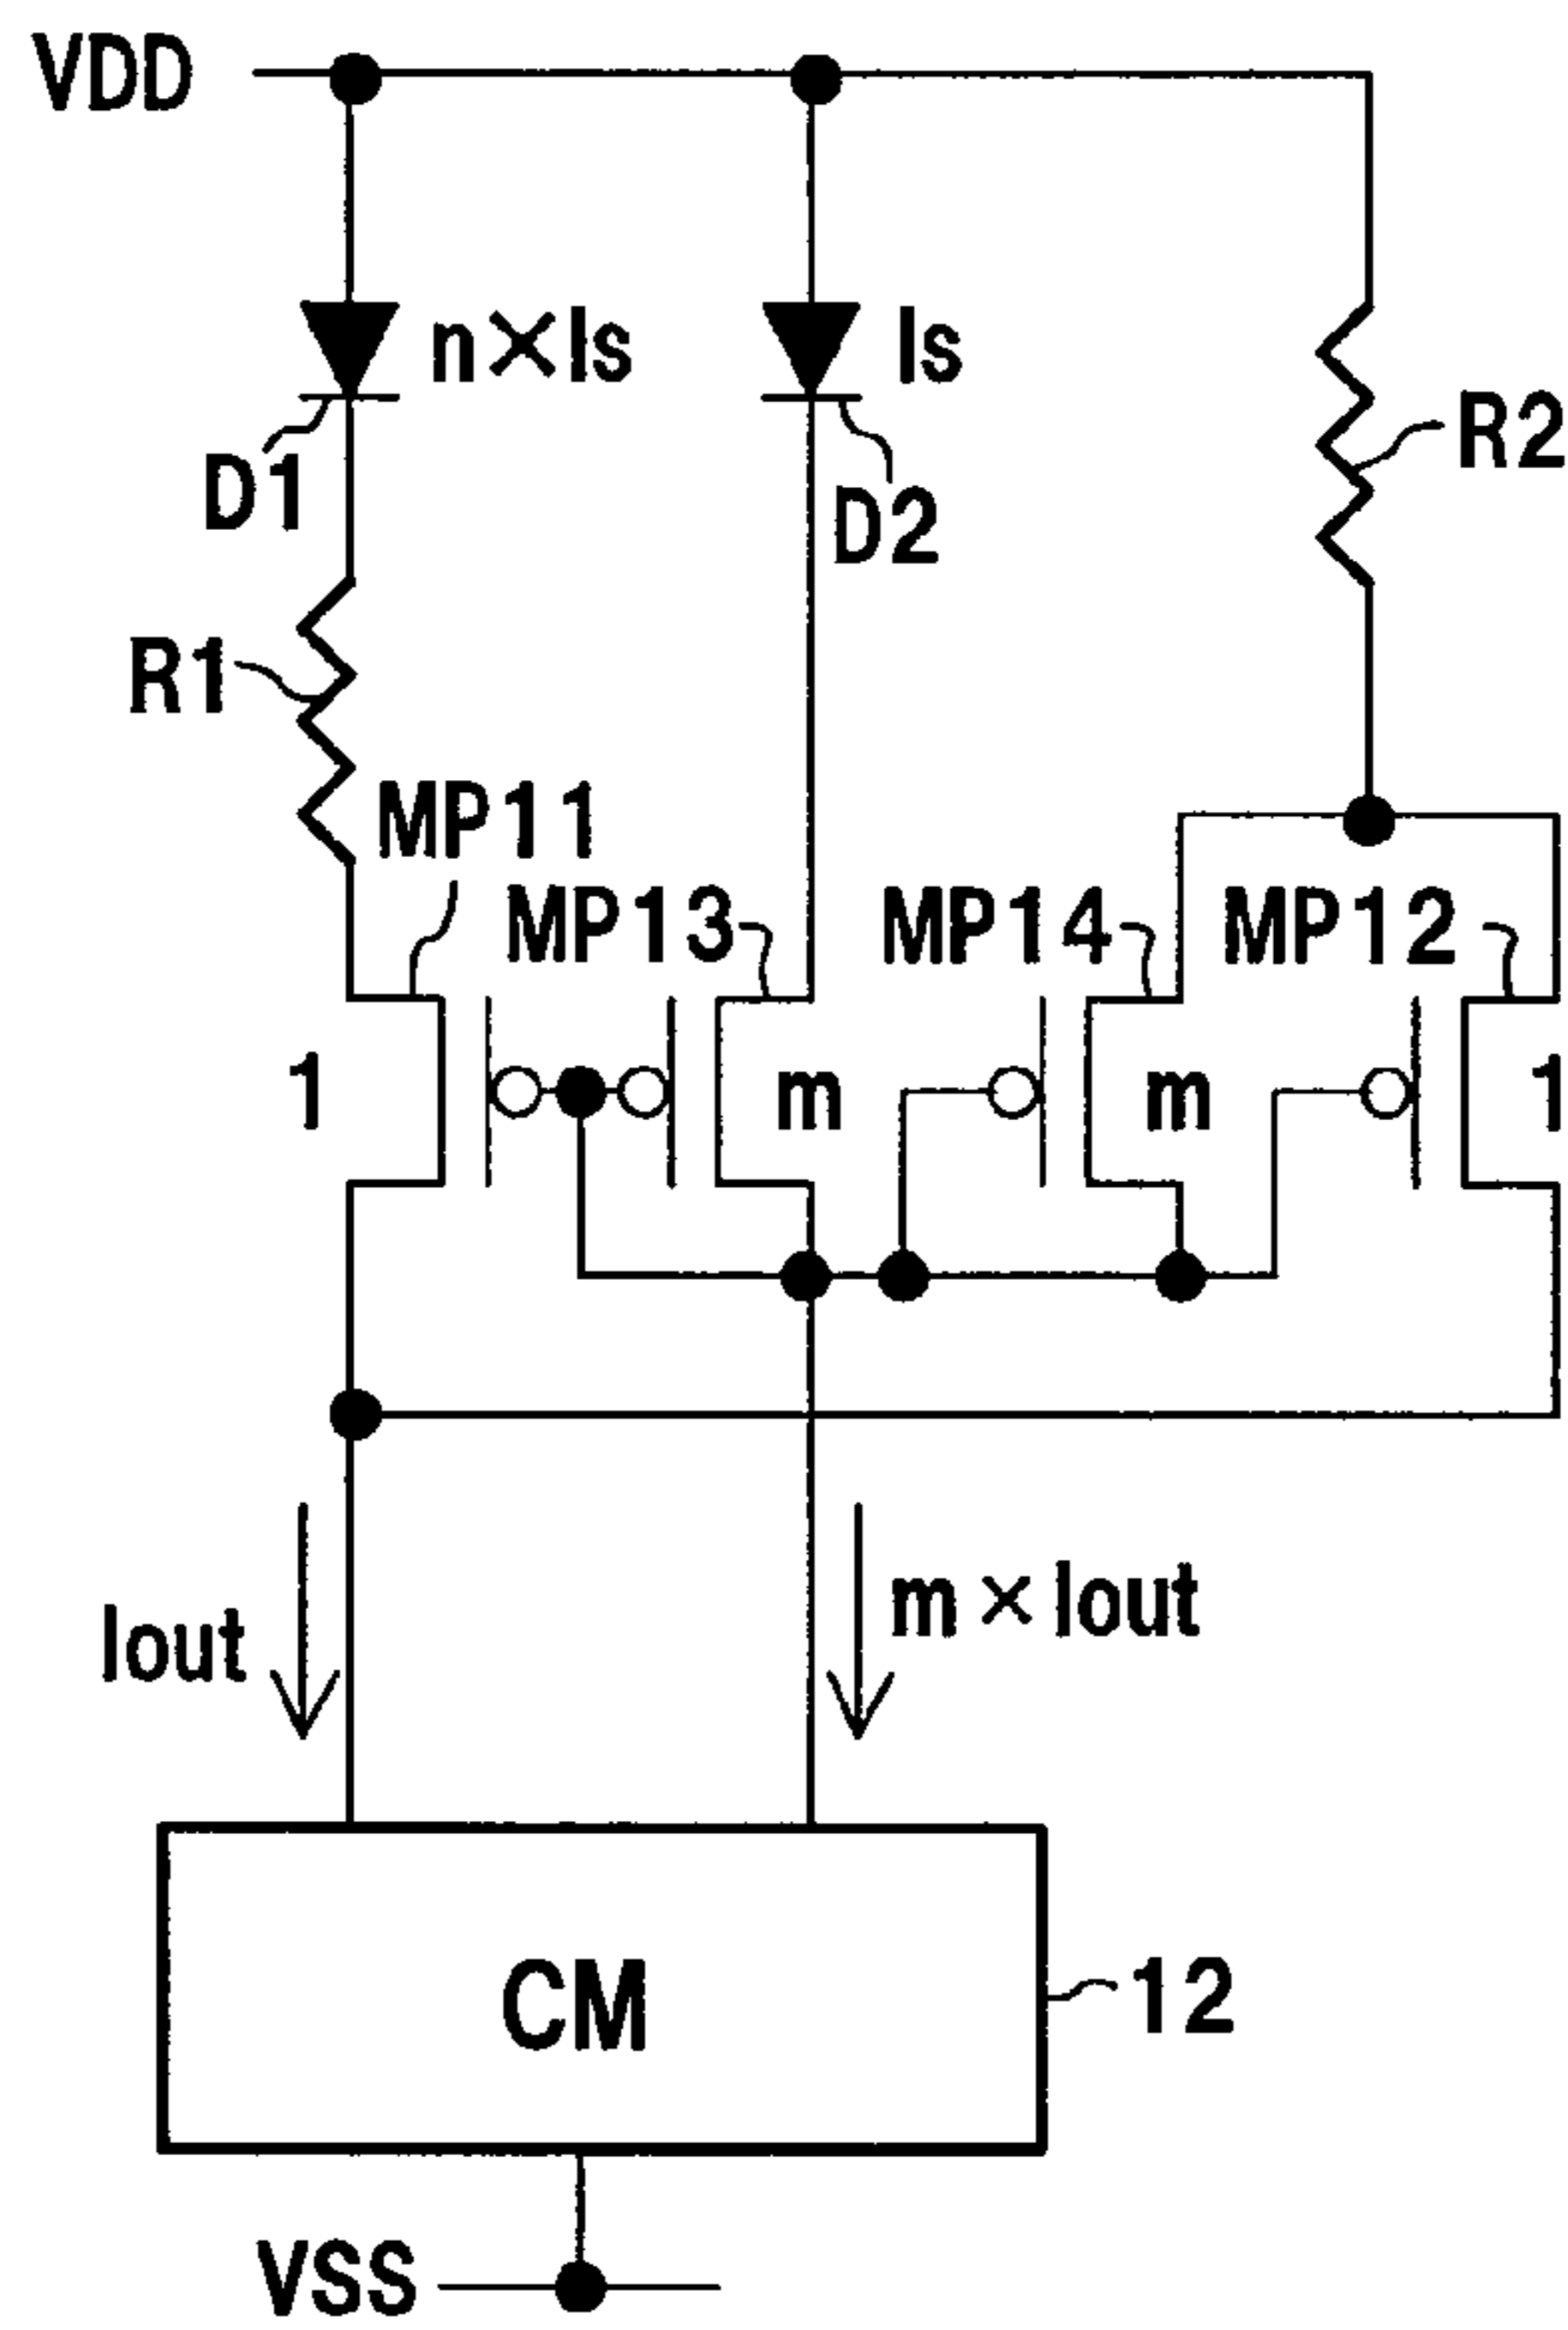 VDD
n×Is
Is
D1
D2
R2
R1
MP11
MP13
MP14
MP12
1
m
m
1
Iout
m×Iout
CM
12
VSS